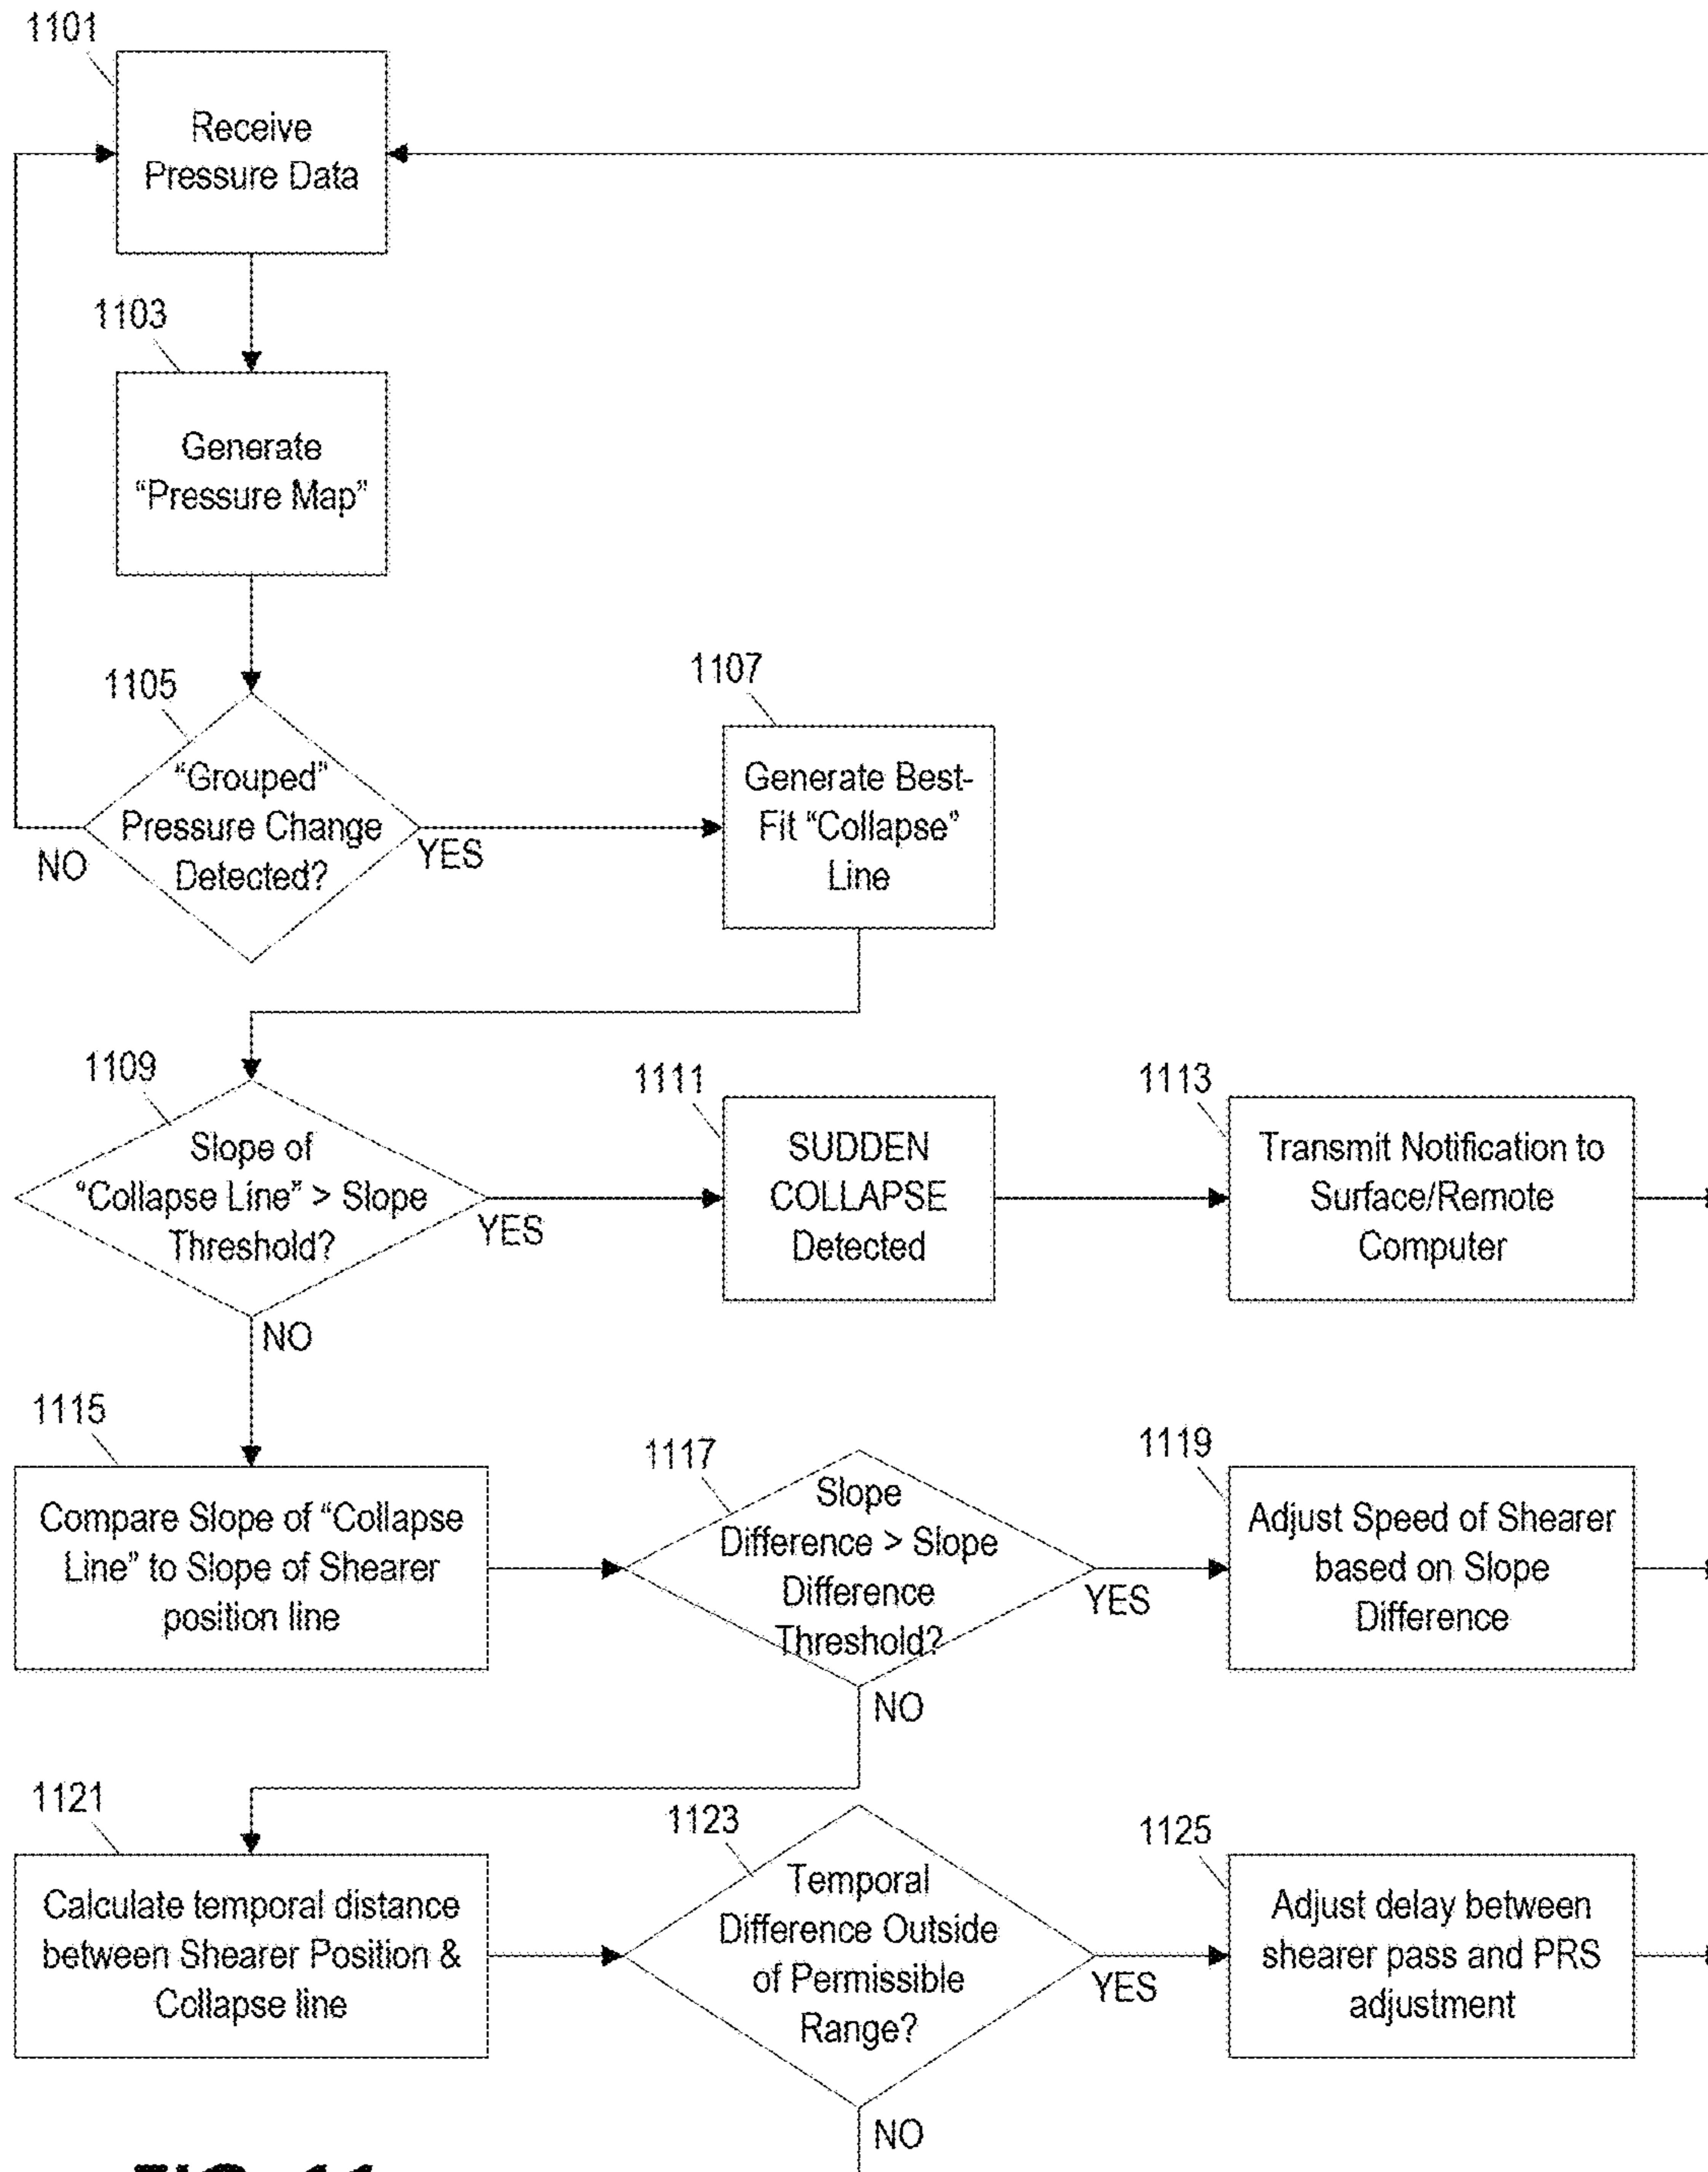 1101
Receive
Pressure Data
1103
Generate
“Pressure Map”
1105
“Grouped”
Pressure Change
Detected?
NO
YES
1107
Generate Best-
Fit “Collapse”
Line
1109
Slope of
“Collapse Line” > Slope
Threshold?
YES
NO
1111
SUDDEN
COLLAPSE
Detected
1113
Transmit Notification to
Surface/Remote
Computer
1115
Compare Slope of “Collapse
Line” to Slope of Shearer
position line
1117
Slope
Difference > Slope
Difference
Threshold?
YES
NO
1119
Adjust Speed of Shearer
based on Slope
Difference
1121
Calculate temporal distance
between Shearer Position &
Collapse line
1123
Temporal
Difference Outside
of Permissible
Range?
YES
NO
1125
Adjust delay between
shearer pass and PRS
adjustment